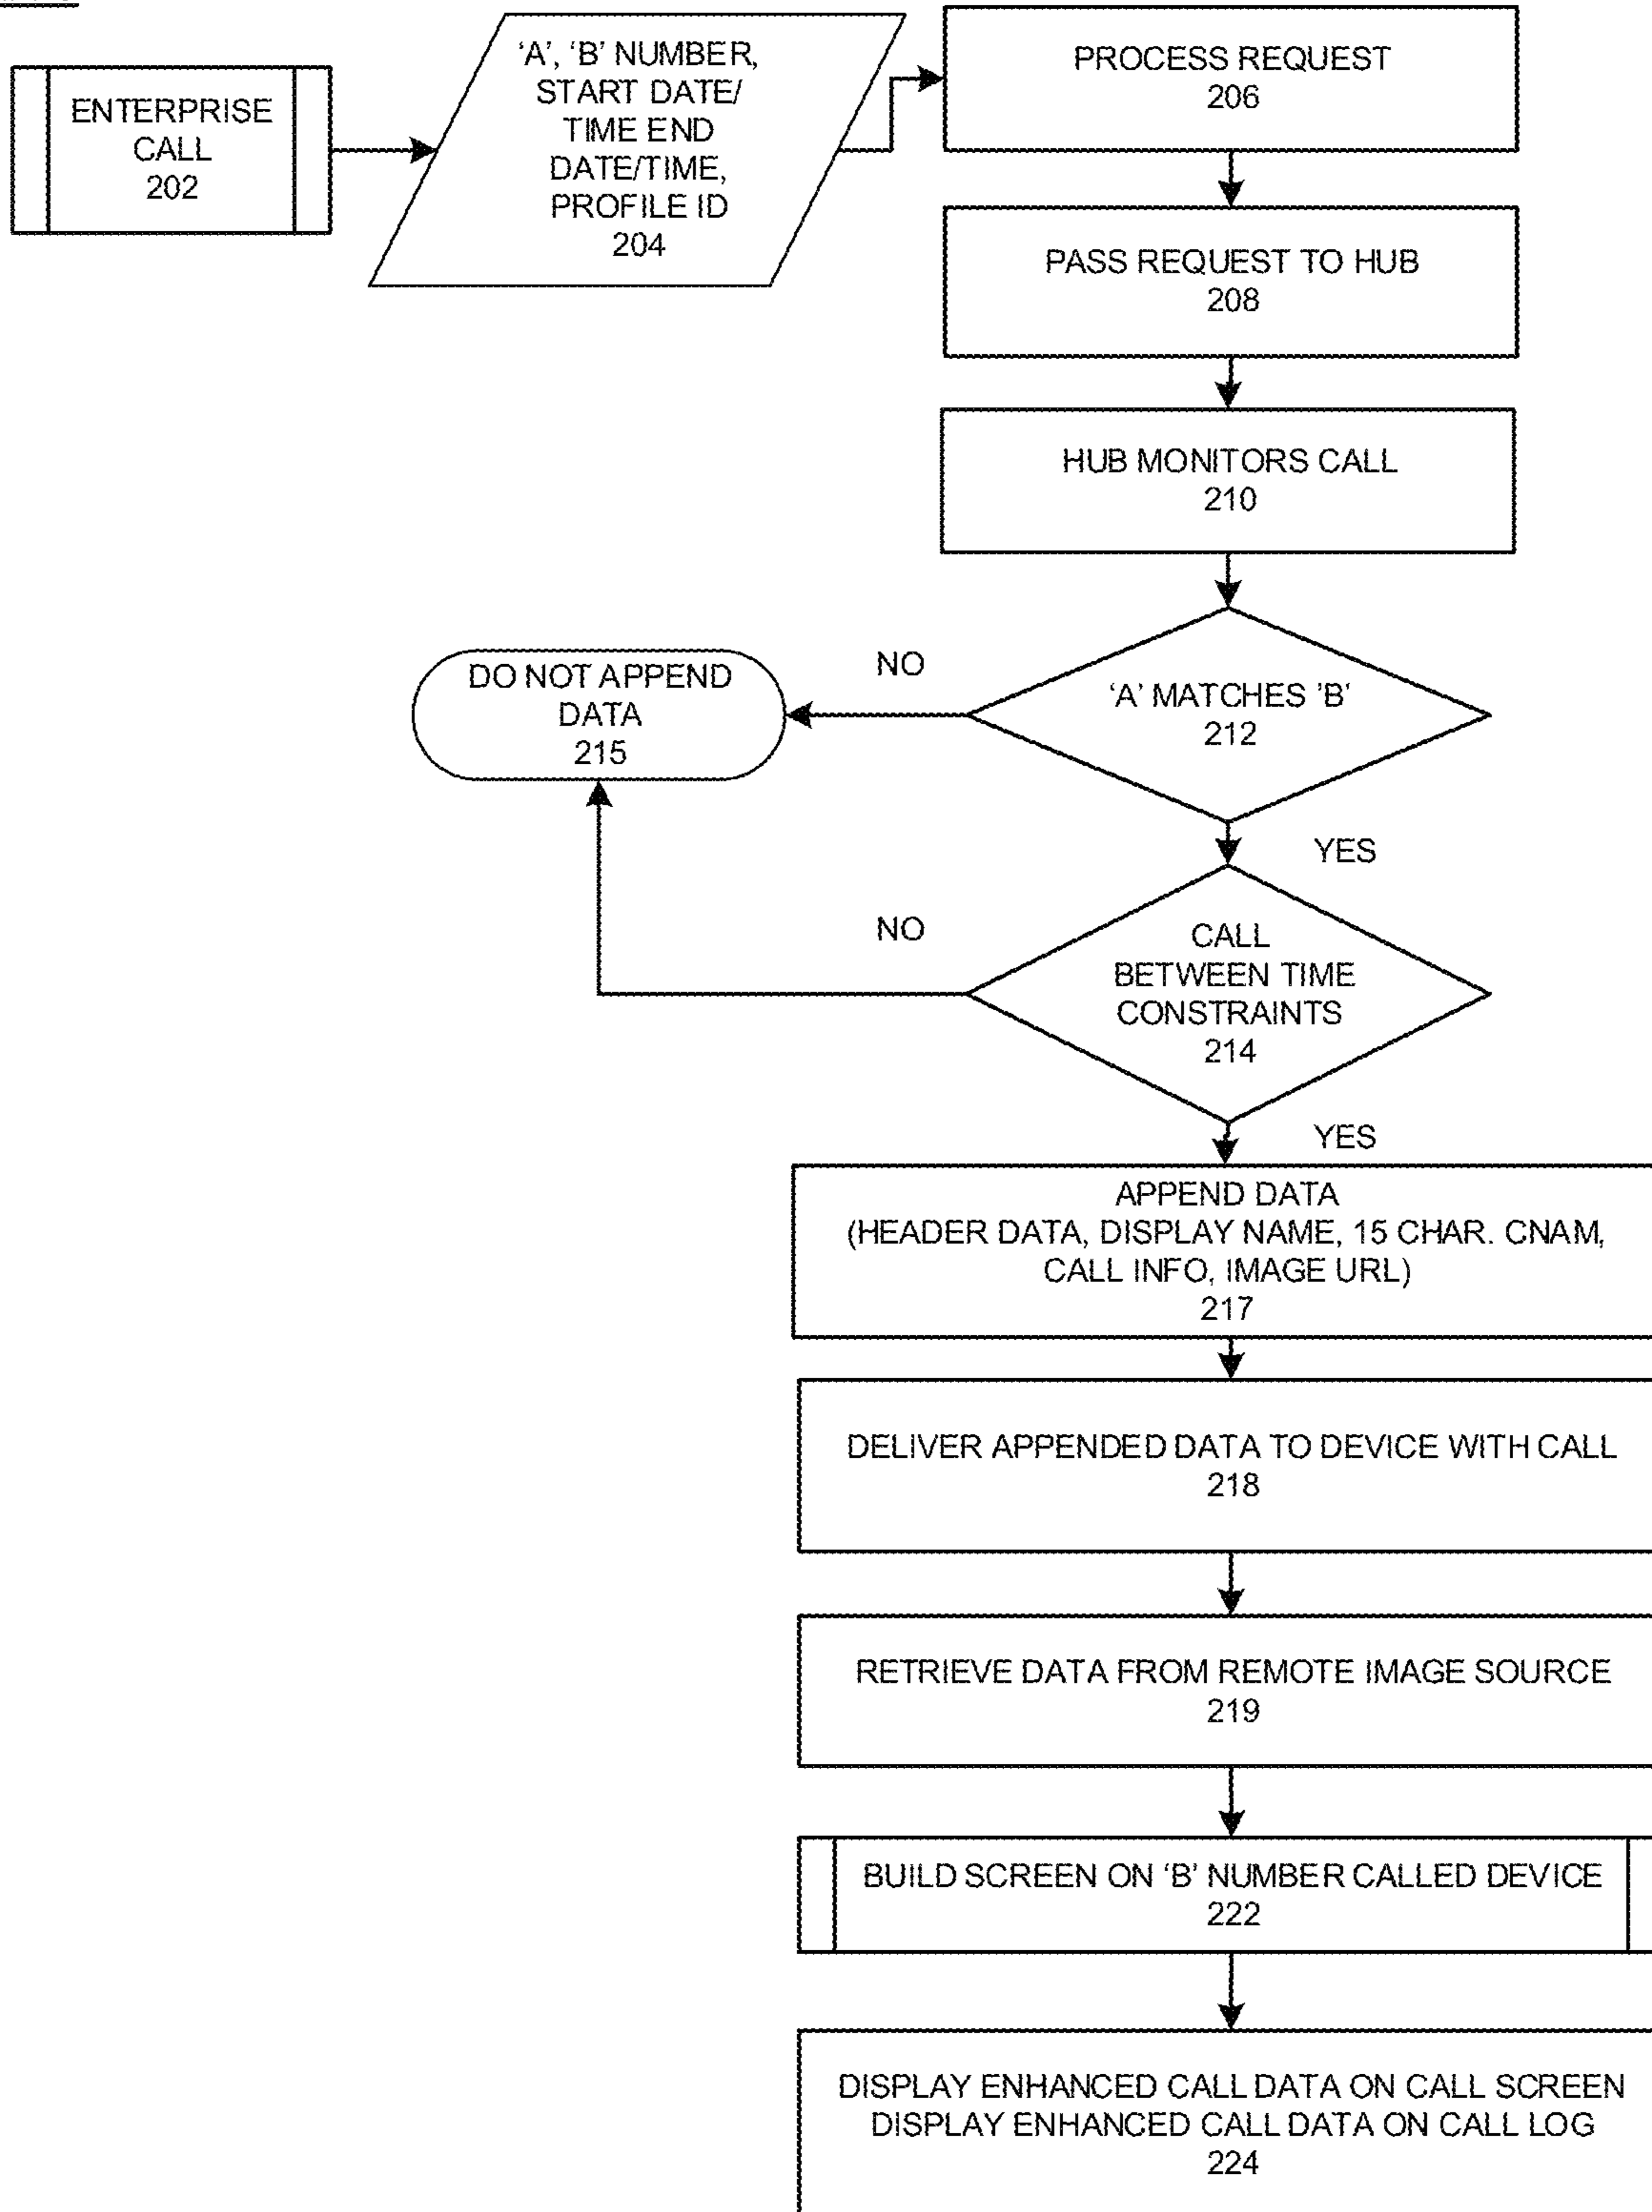 ENTERPRISE
CALL
202
‘A’, ‘B’ NUMBER,
START DATE/
TIME END
DATE/TIME,
PROFILE ID
204
PROCESS REQUEST
206
PASS REQUEST TO HUB
208
HUB MONITORS CALL
210
‘A’ MATCHES ’B’
212
NO
DO NOT APPEND
DATA
215
YES
CALL
BETWEEN TIME
CONSTRAINTS
214
NO
YES
APPEND DATA
(HEADER DATA, DISPLAY NAME, 15 CHAR. CNAM,
CALL INFO, IMAGE URL)
217
DELIVER APPENDED DATA TO DEVICE WITH CALL
218
RETRIEVE DATA FROM REMOTE IMAGE SOURCE
219
BUILD SCREEN ON ‘B’ NUMBER CALLED DEVICE
222
DISPLAY ENHANCED CALL DATA ON CALL SCREEN
DISPLAY ENHANCED CALL DATA ON CALL LOG
224